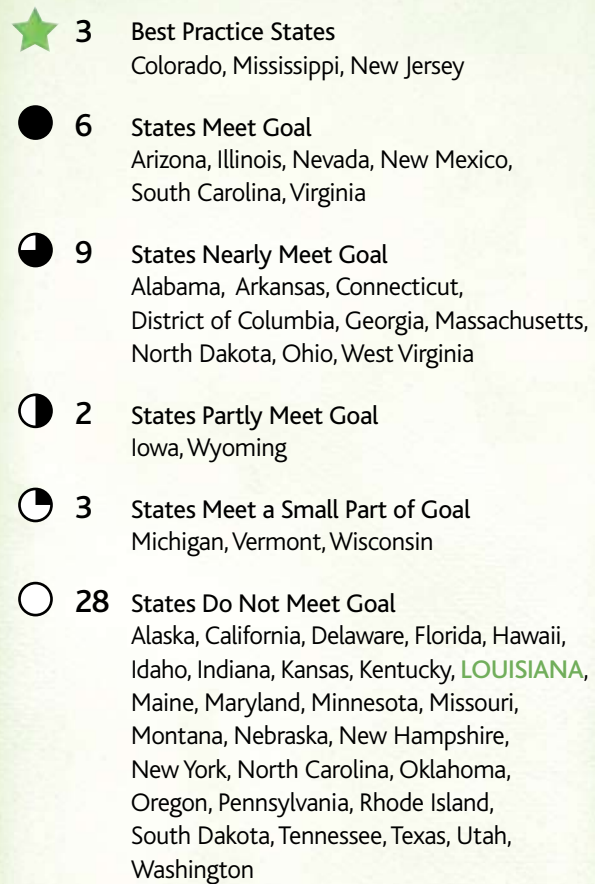 3 Best Practice States
Colorado, Mississippi, New Jersey
6 States Meet Goal
Arizona, Illinois, Nevada, New Mexico,
South Carolina, Virginia
9 States Nearly Meet Goal
Alabama, Arkansas, Connecticut,
District of Columbia, Georgia, Massachusetts,
North Dakota, Ohio, West Virginia
2 States Partly Meet Goal
Iowa, Wyoming
3 States Meet a Small Part of Goal
Michigan, Vermont, Wisconsin
28 States Do Not Meet Goal
Alaska, California, Delaware, Florida, Hawaii,
Idaho, Indiana, Kansas, Kentucky, LOUISIANA,
Maine, Maryland, Minnesota, Missouri,
Montana, Nebraska, New Hampshire,
New York, North Carolina, Oklahoma,
Oregon, Pennsylvania, Rhode Island,
South Dakota, Tennessee, Texas, Utah,
Washington